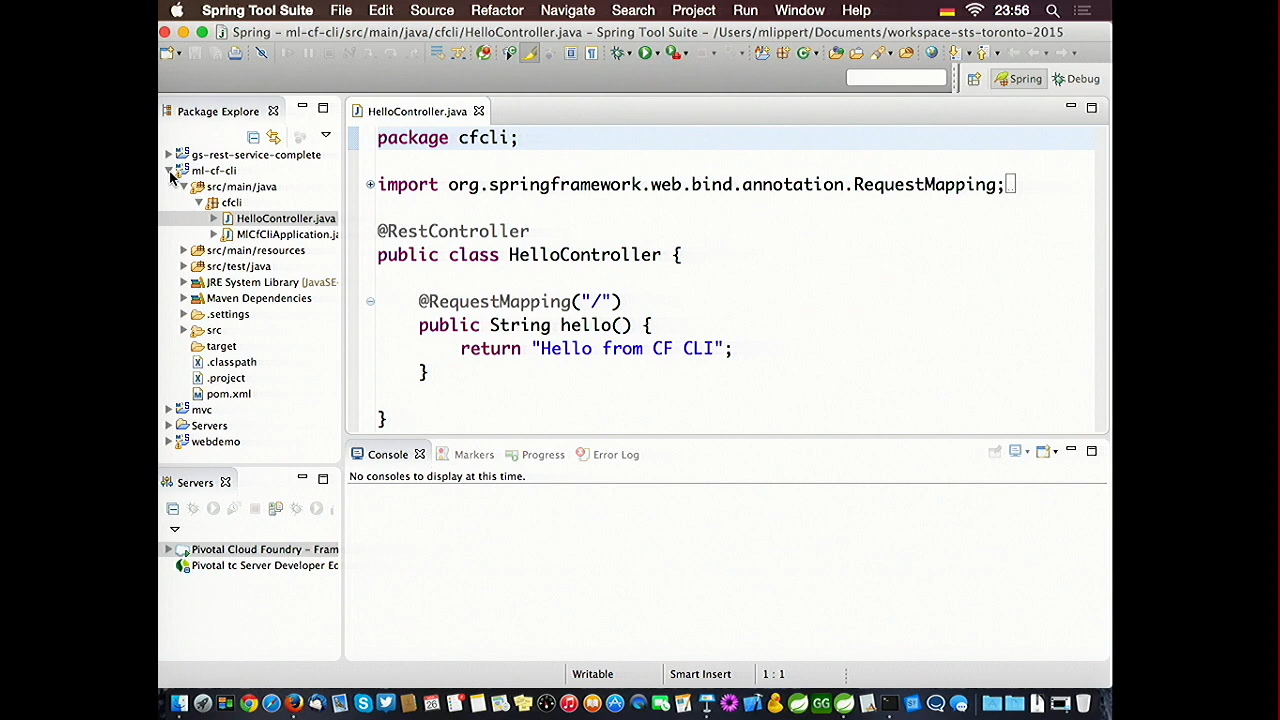 Spring Tool Suite File Edit Source Refactor Navigate Search Project Run Window Help 23:56
Spring – ml-cf-cli/src/main/java/cfcli/HelloController.java – Spring Tool Suite – /Users/mlippert/Documents/workspace-sts-toronto-2015
Spring Debug
Package Explore
HelloController.java
gs-rest-service-complete
ml-cf-cli
src/main/java
cfcli
HelloController.java
MlCfCliApplication.ja
src/main/resources
src/test/java
JRE System Library [JavaSE-
Maven Dependencies
.settings
src
target
.classpath
.project
pom.xml
mvc
Servers
webdemo
package cfcli;
import org.springframework.web.bind.annotation.RequestMapping;
@RestController
public class HelloController {
@RequestMapping("/")
public String hello() {
return "Hello from CF CLI";
}
}
Servers
Pivotal Cloud Foundry – Fram
Pivotal tc Server Developer Ec
Console Markers Progress Error Log
No consoles to display at this time.
Writable Smart Insert 1 : 1
26
GG